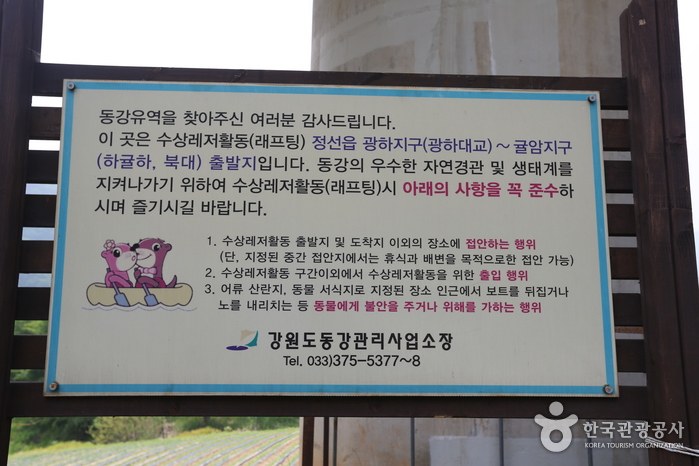 동강유역을 찾아주신 여러분 감사드립니다.
이 곳은 수상레저활동(래프팅) 정선읍 광하지구(광하대교) ~ 귤암지구
(하귤하, 북대) 출발지입니다. 동강의 우수한 자연경관 및 생태계를
지켜나가기 위하여 수상레저활동(래프팅)시 아래의 사항을 꼭 준수하
시며 즐기시길 바랍니다.
1. 수상레저활동 출발지 및 도착지 이외의 장소에 접안하는 행위
(단, 지정된 중간 접안지에서는 휴식과 배변을 목적으로한 접안 가능)
2. 수상레저활동 구간이외에서 수상레저활동을 위한 출입 행위
3. 어류 산란지, 동물 서식지로 지정된 장소 인근에서 보트를 뒤집거나
노를 내리치는 등 동물에게 불안을 주거나 위해를 가하는 행위
강원도동강관리사업소장
Tel. 033)375-5377~8
한국관광공사
KOREA TOURISM ORGANIZATION